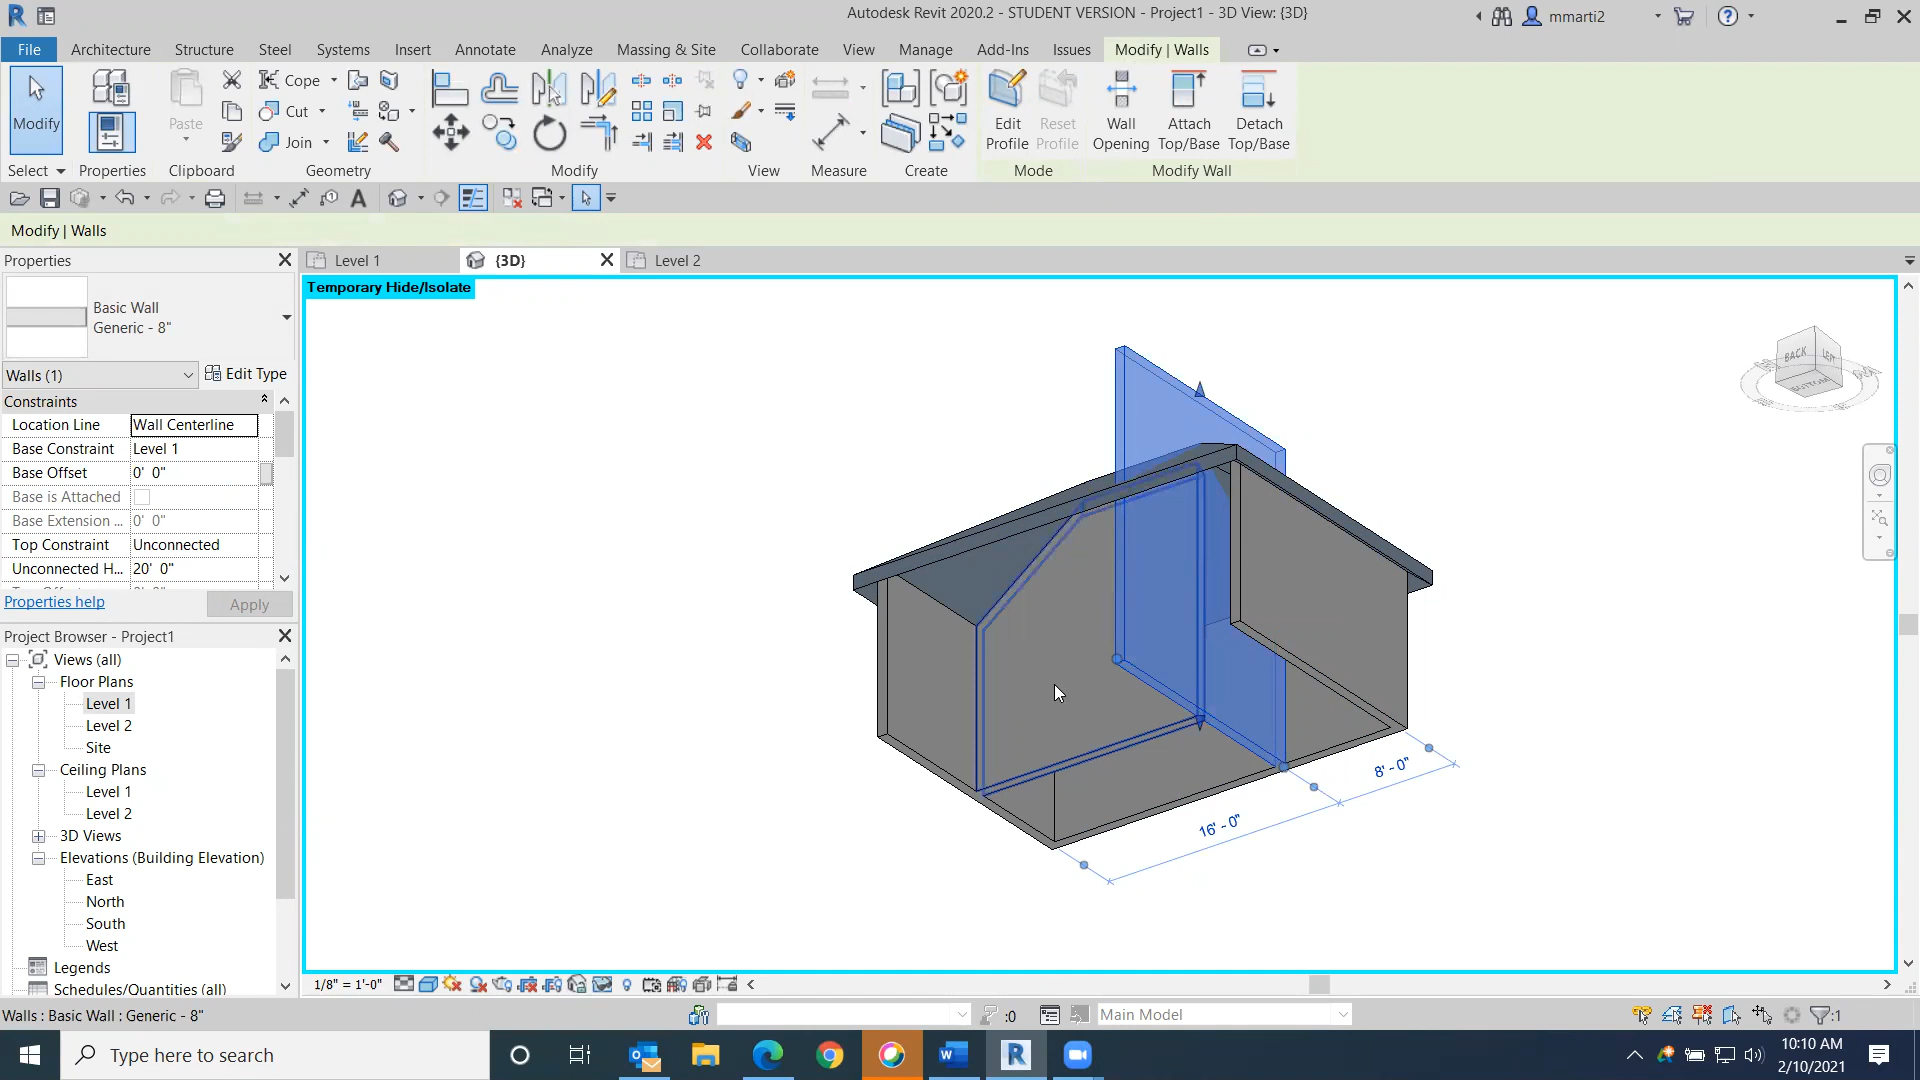 Autodesk Revit 2020.2 - STUDENT VERSION - Project1 - 3D View: {3D}
mmarti2
File Architecture Structure Steel Systems Insert Annotate Analyze Massing & Site Collaborate View Manage Add-Ins Issues Modify | Walls
Modify
Paste
Cope
Cut
Join
Edit Profile
Reset Profile
Wall Opening
Attach Top/Base
Detach Top/Base
Select Properties Clipboard Geometry Modify View Measure Create Mode Modify Wall
Modify | Walls
Properties
Level 1 {3D} Level 2
Temporary Hide/Isolate
Basic Wall
Generic - 8"
Walls (1) Edit Type
Constraints
Location Line Wall Centerline
Base Constraint Level 1
Base Offset 0' 0"
Base is Attached
Base Extension ... 0' 0"
Top Constraint Unconnected
Unconnected H... 20' 0"
Properties help Apply
BACK LEFT
BOTTOM
8' - 0"
16' - 0"
Project Browser - Project1
Views (all)
Floor Plans
Level 1
Level 2
Site
Ceiling Plans
Level 1
Level 2
3D Views
Elevations (Building Elevation)
East
North
South
West
Legends
Schedules/Quantities (all)
1/8" = 1'-0"
Walls : Basic Wall : Generic - 8" :0 Main Model :1
Type here to search
10:10 AM
2/10/2021